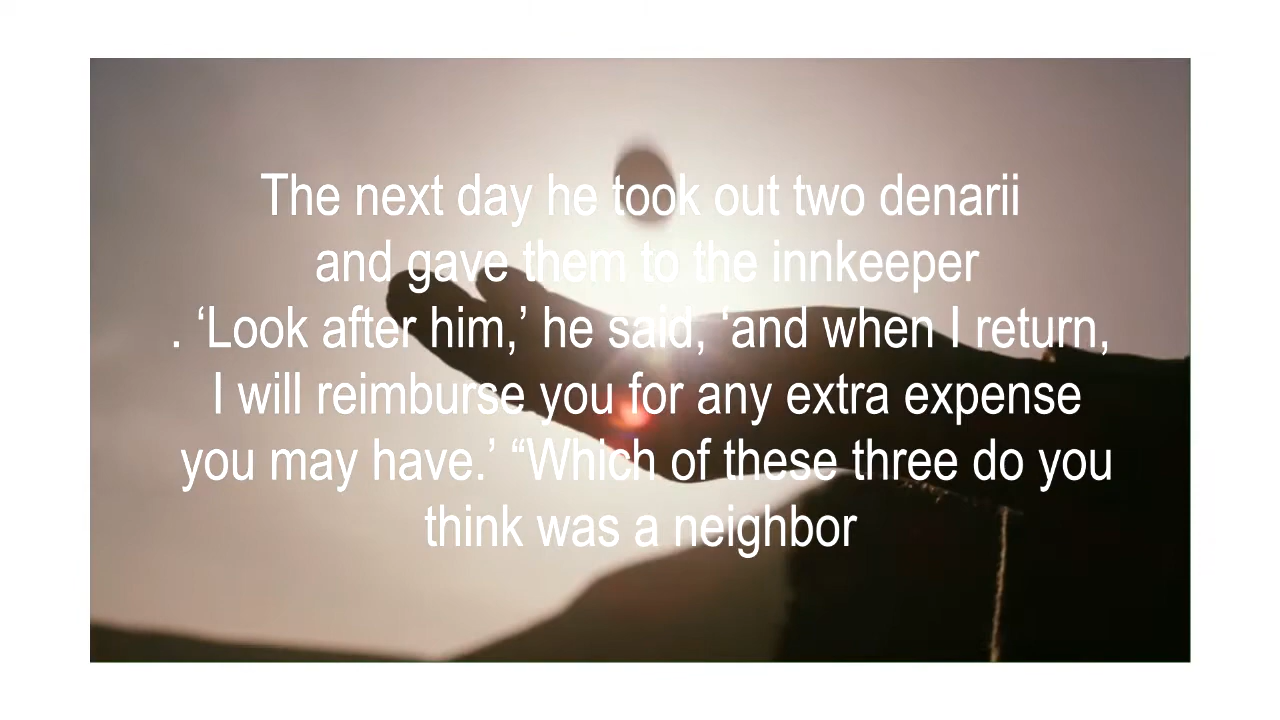 The next day he took out two denarii
and gave them to the innkeeper
. ‘Look after him,’ he said, ‘and when I return,
I will reimburse you for any extra expense
you may have.’ “Which of these three do you
think was a neighbor